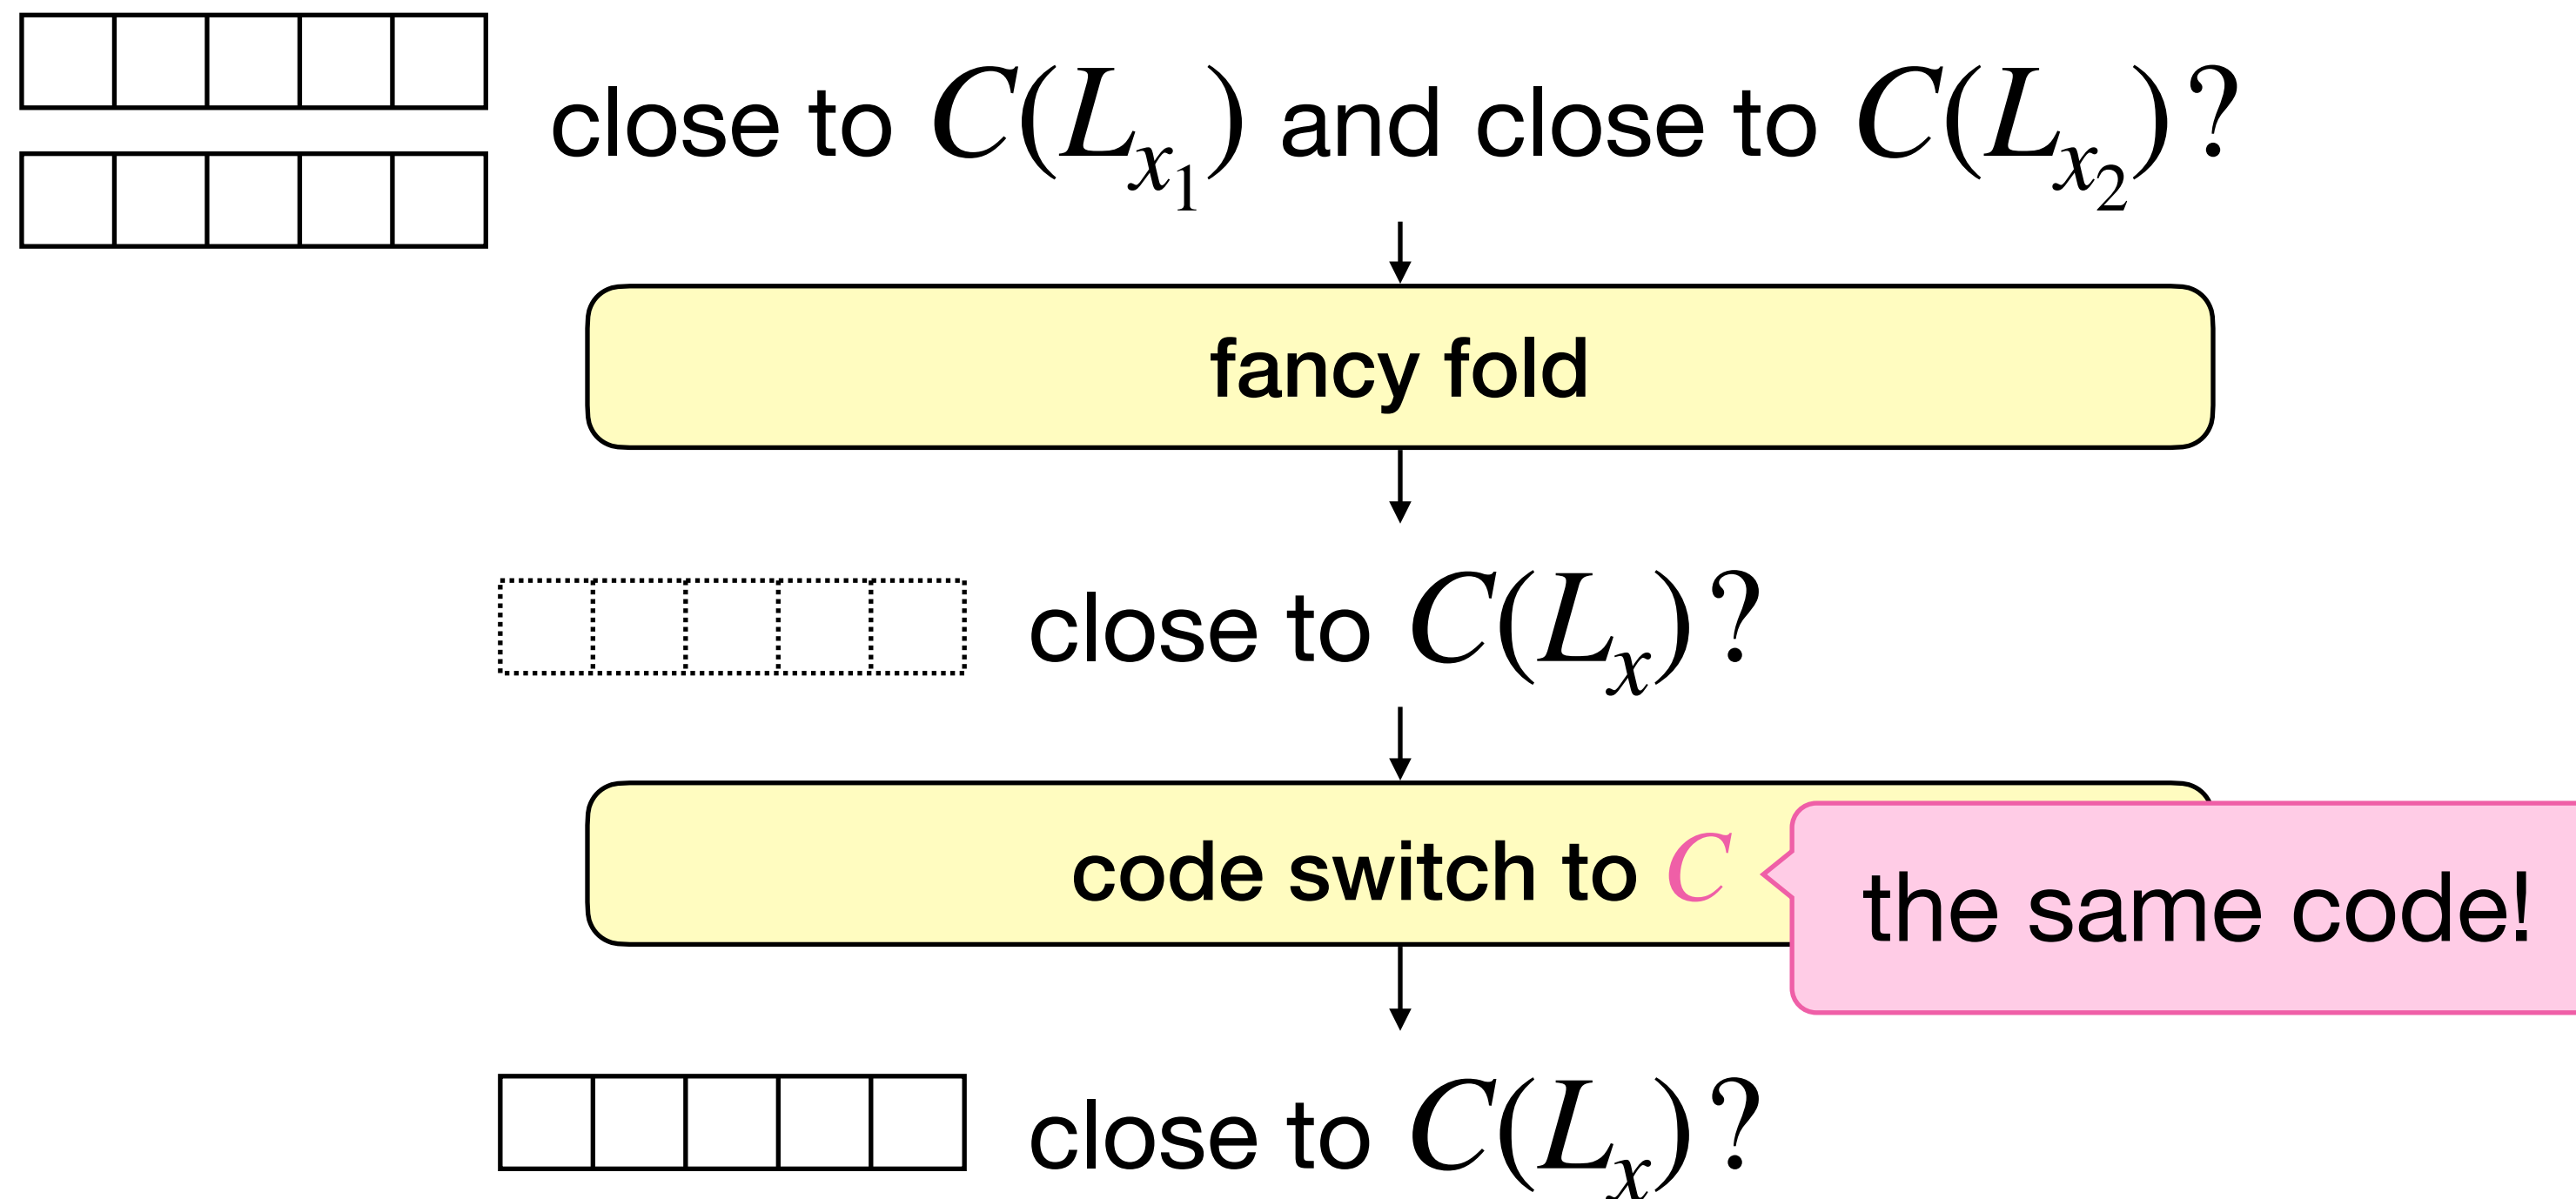 close to C(L_{x_1}) and close to C(L_{x_2})?
fancy fold
close to C(L_x)?
code switch to C
the same code!
close to C(L_x)?